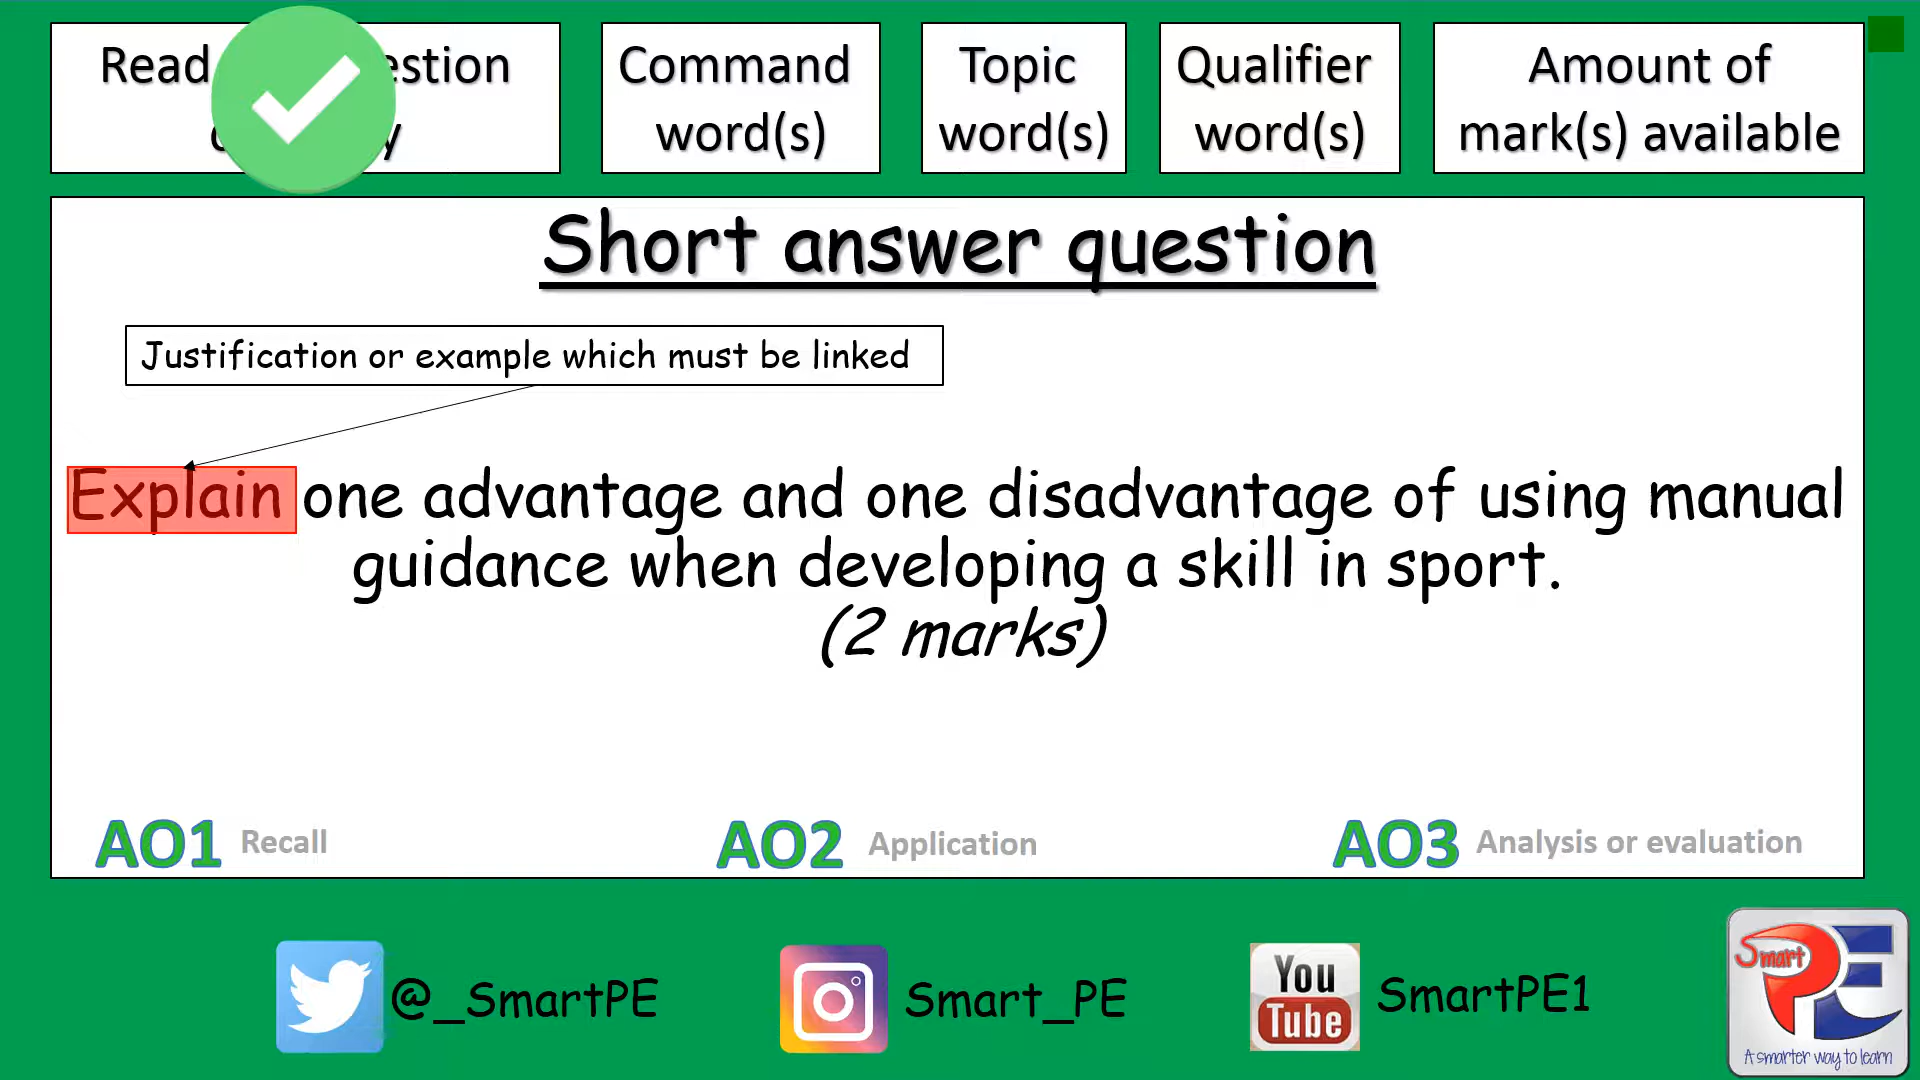 Read estion
y
Command
word(s)
Topic
word(s)
Qualifier
word(s)
Amount of
mark(s) available
Short answer question
Justification or example which must be linked
Explain one advantage and one disadvantage of using manual
guidance when developing a skill in sport.
(2 marks)
AO1 Recall
AO2 Application
AO3 Analysis or evaluation
@_SmartPE
Smart_PE
You
Tube
SmartPE1
Smart
PE
A smarter way to learn